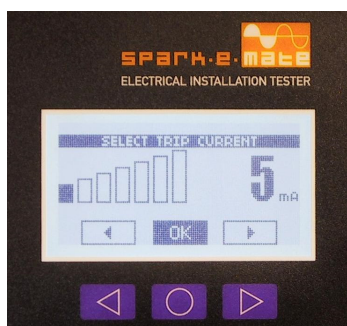 spark·e·mate
ELECTRICAL INSTALLATION TESTER
SELECT TRIP CURRENT
5 mA
OK